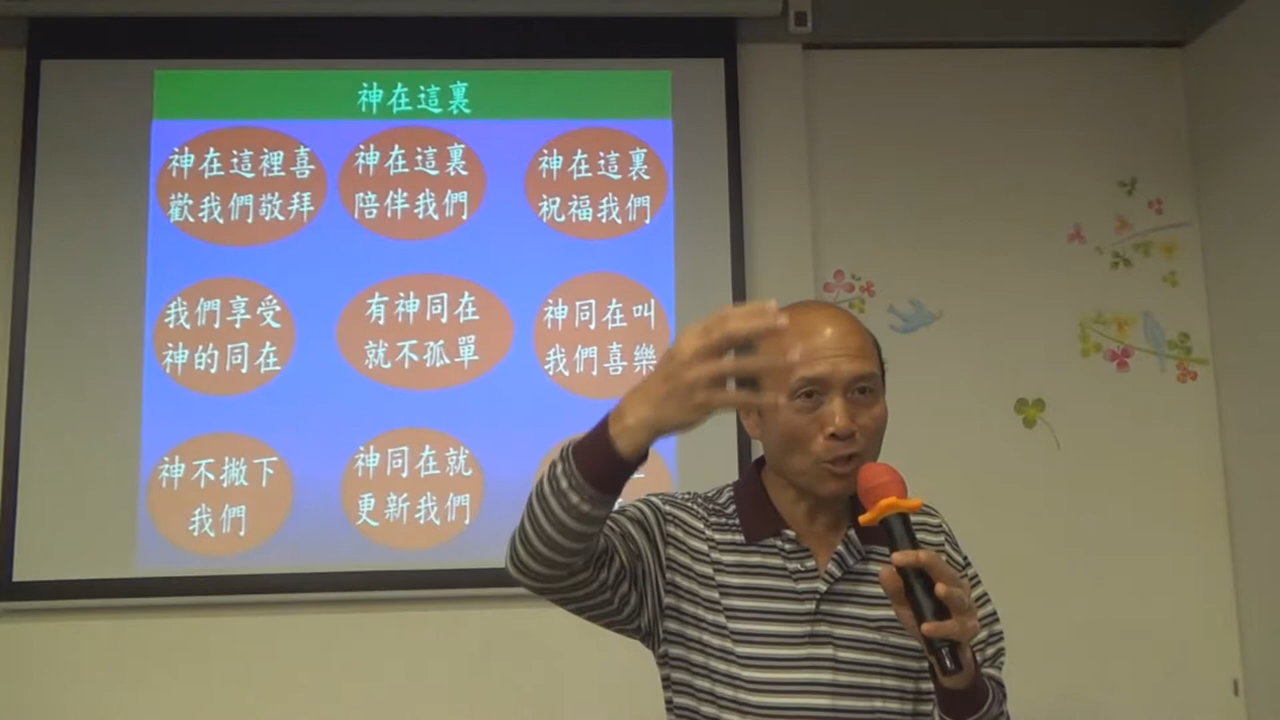 神在這裏
神在這裡喜
歡我們敬拜
神在這裏
陪伴我們
神在這裏
祝福我們
我們享受
神的同在
有神同在
就不孤單
神同在叫
我們喜樂
神不撇下
我們
神同在就
更新我們